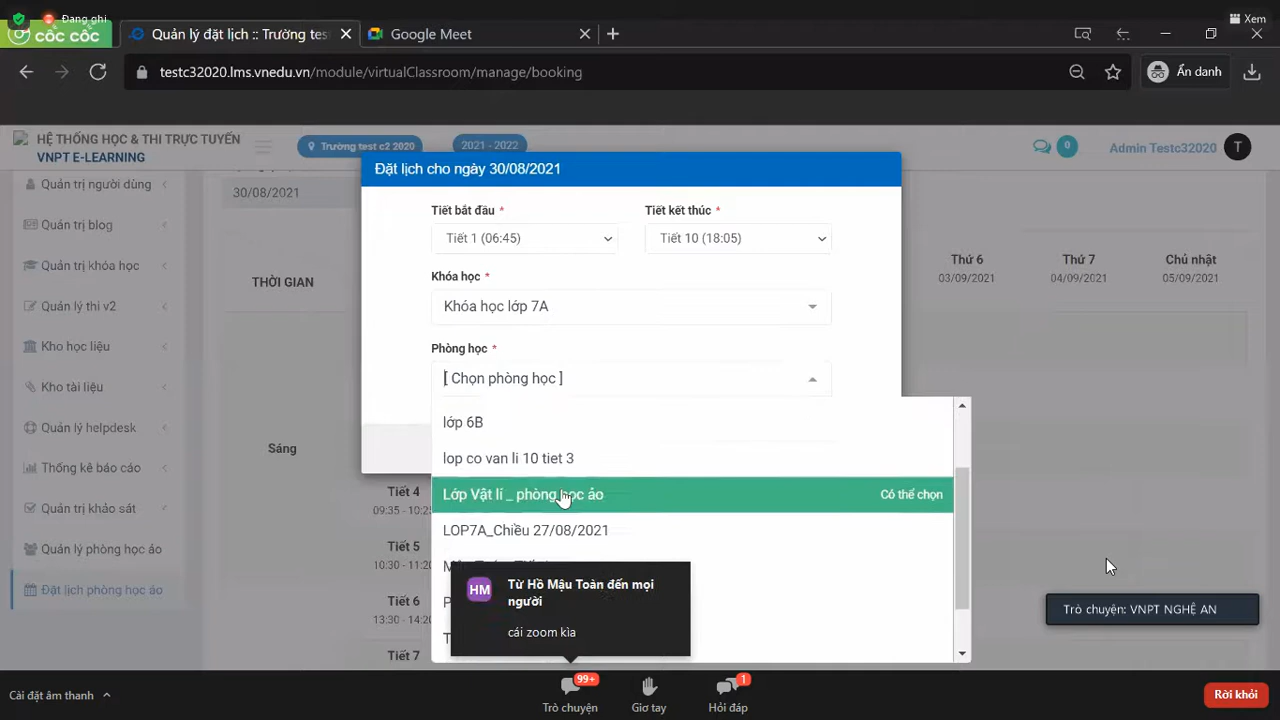 Đang ghi
Xem
cốc cốc
Quản lý đặt lịch :: Trường tes
Google Meet
testc32020.lms.vnedu.vn/module/virtualClassroom/manage/booking
Ẩn danh
HỆ THỐNG HỌC & THI TRỰC TUYẾN
VNPT E-LEARNING
Trường test c2 2020
2021 - 2022
0
Admin Testc32020
T
Quản trị người dùng
Quản trị blog
Quản trị khóa học
Quản lý thi v2
Kho học liệu
Kho tài liệu
Quản lý helpdesk
Thống kê báo cáo
Quản trị khảo sát
Quản lý phòng học ảo
Đặt lịch phòng học ảo
30/08/2021
THỜI GIAN
Thứ 6
03/09/2021
Thứ 7
04/09/2021
Chủ nhật
05/09/2021
Sáng
Tiết 4
09:35 - 10:2
Tiết 5
10:30 - 11:2
Tiết 6
13:30 - 14:20
Tiết 7
Đặt lịch cho ngày 30/08/2021
Tiết bắt đầu *
Tiết kết thúc *
Tiết 1 (06:45)
Tiết 10 (18:05)
Khóa học *
Khóa học lớp 7A
Phòng học *
[ Chọn phòng học ]
lớp 6B
lop co van li 10 tiet 3
Lớp Vật lí _ phòng học ảo
Có thể chọn
LOP7A_Chiều 27/08/2021
HM
Từ Hồ Mậu Toàn đến mọi
người
cái zoom kìa
Trò chuyện: VNPT NGHỆ AN
Cài đặt âm thanh
99+
Trò chuyện
Giơ tay
1
Hỏi đáp
Rời khỏi